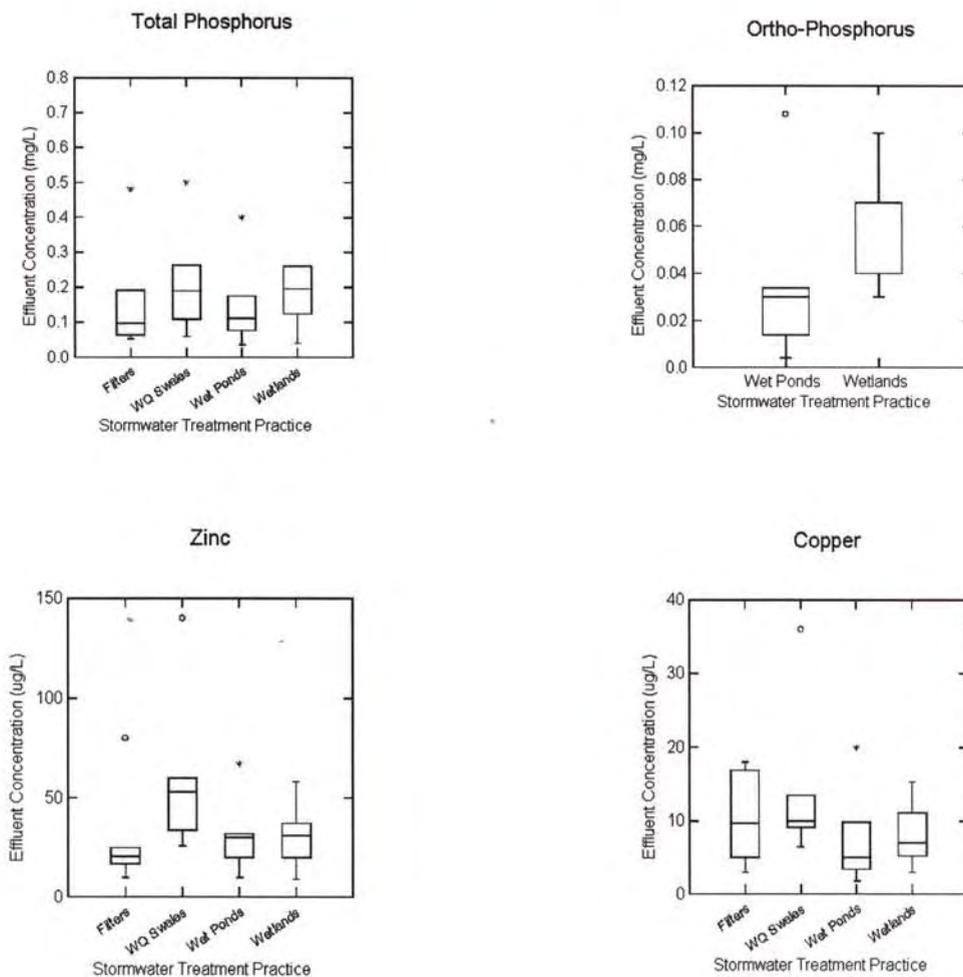 Total Phosphorus
Effluent Concentration (mg/L)
0.8
0.7
0.6
0.5
0.4
0.3
0.2
0.1
0.0
Filters
WQ Swales
Wet Ponds
Wetlands
Stormwater Treatment Practice
Ortho-Phosphorus
Effluent Concentration (mg/L)
0.12
0.10
0.08
0.06
0.04
0.02
0.0
Wet Ponds
Wetlands
Stormwater Treatment Practice
Zinc
Effluent Concentration (ug/L)
150
100
50
0
Filters
WQ Swales
Wet Ponds
Wetlands
Stormwater Treatment Practice
Copper
Effluent Concentration (ug/L)
40
30
20
10
0
Filters
WQ Swales
Wet Ponds
Wetlands
Stormwater Treatment Practice